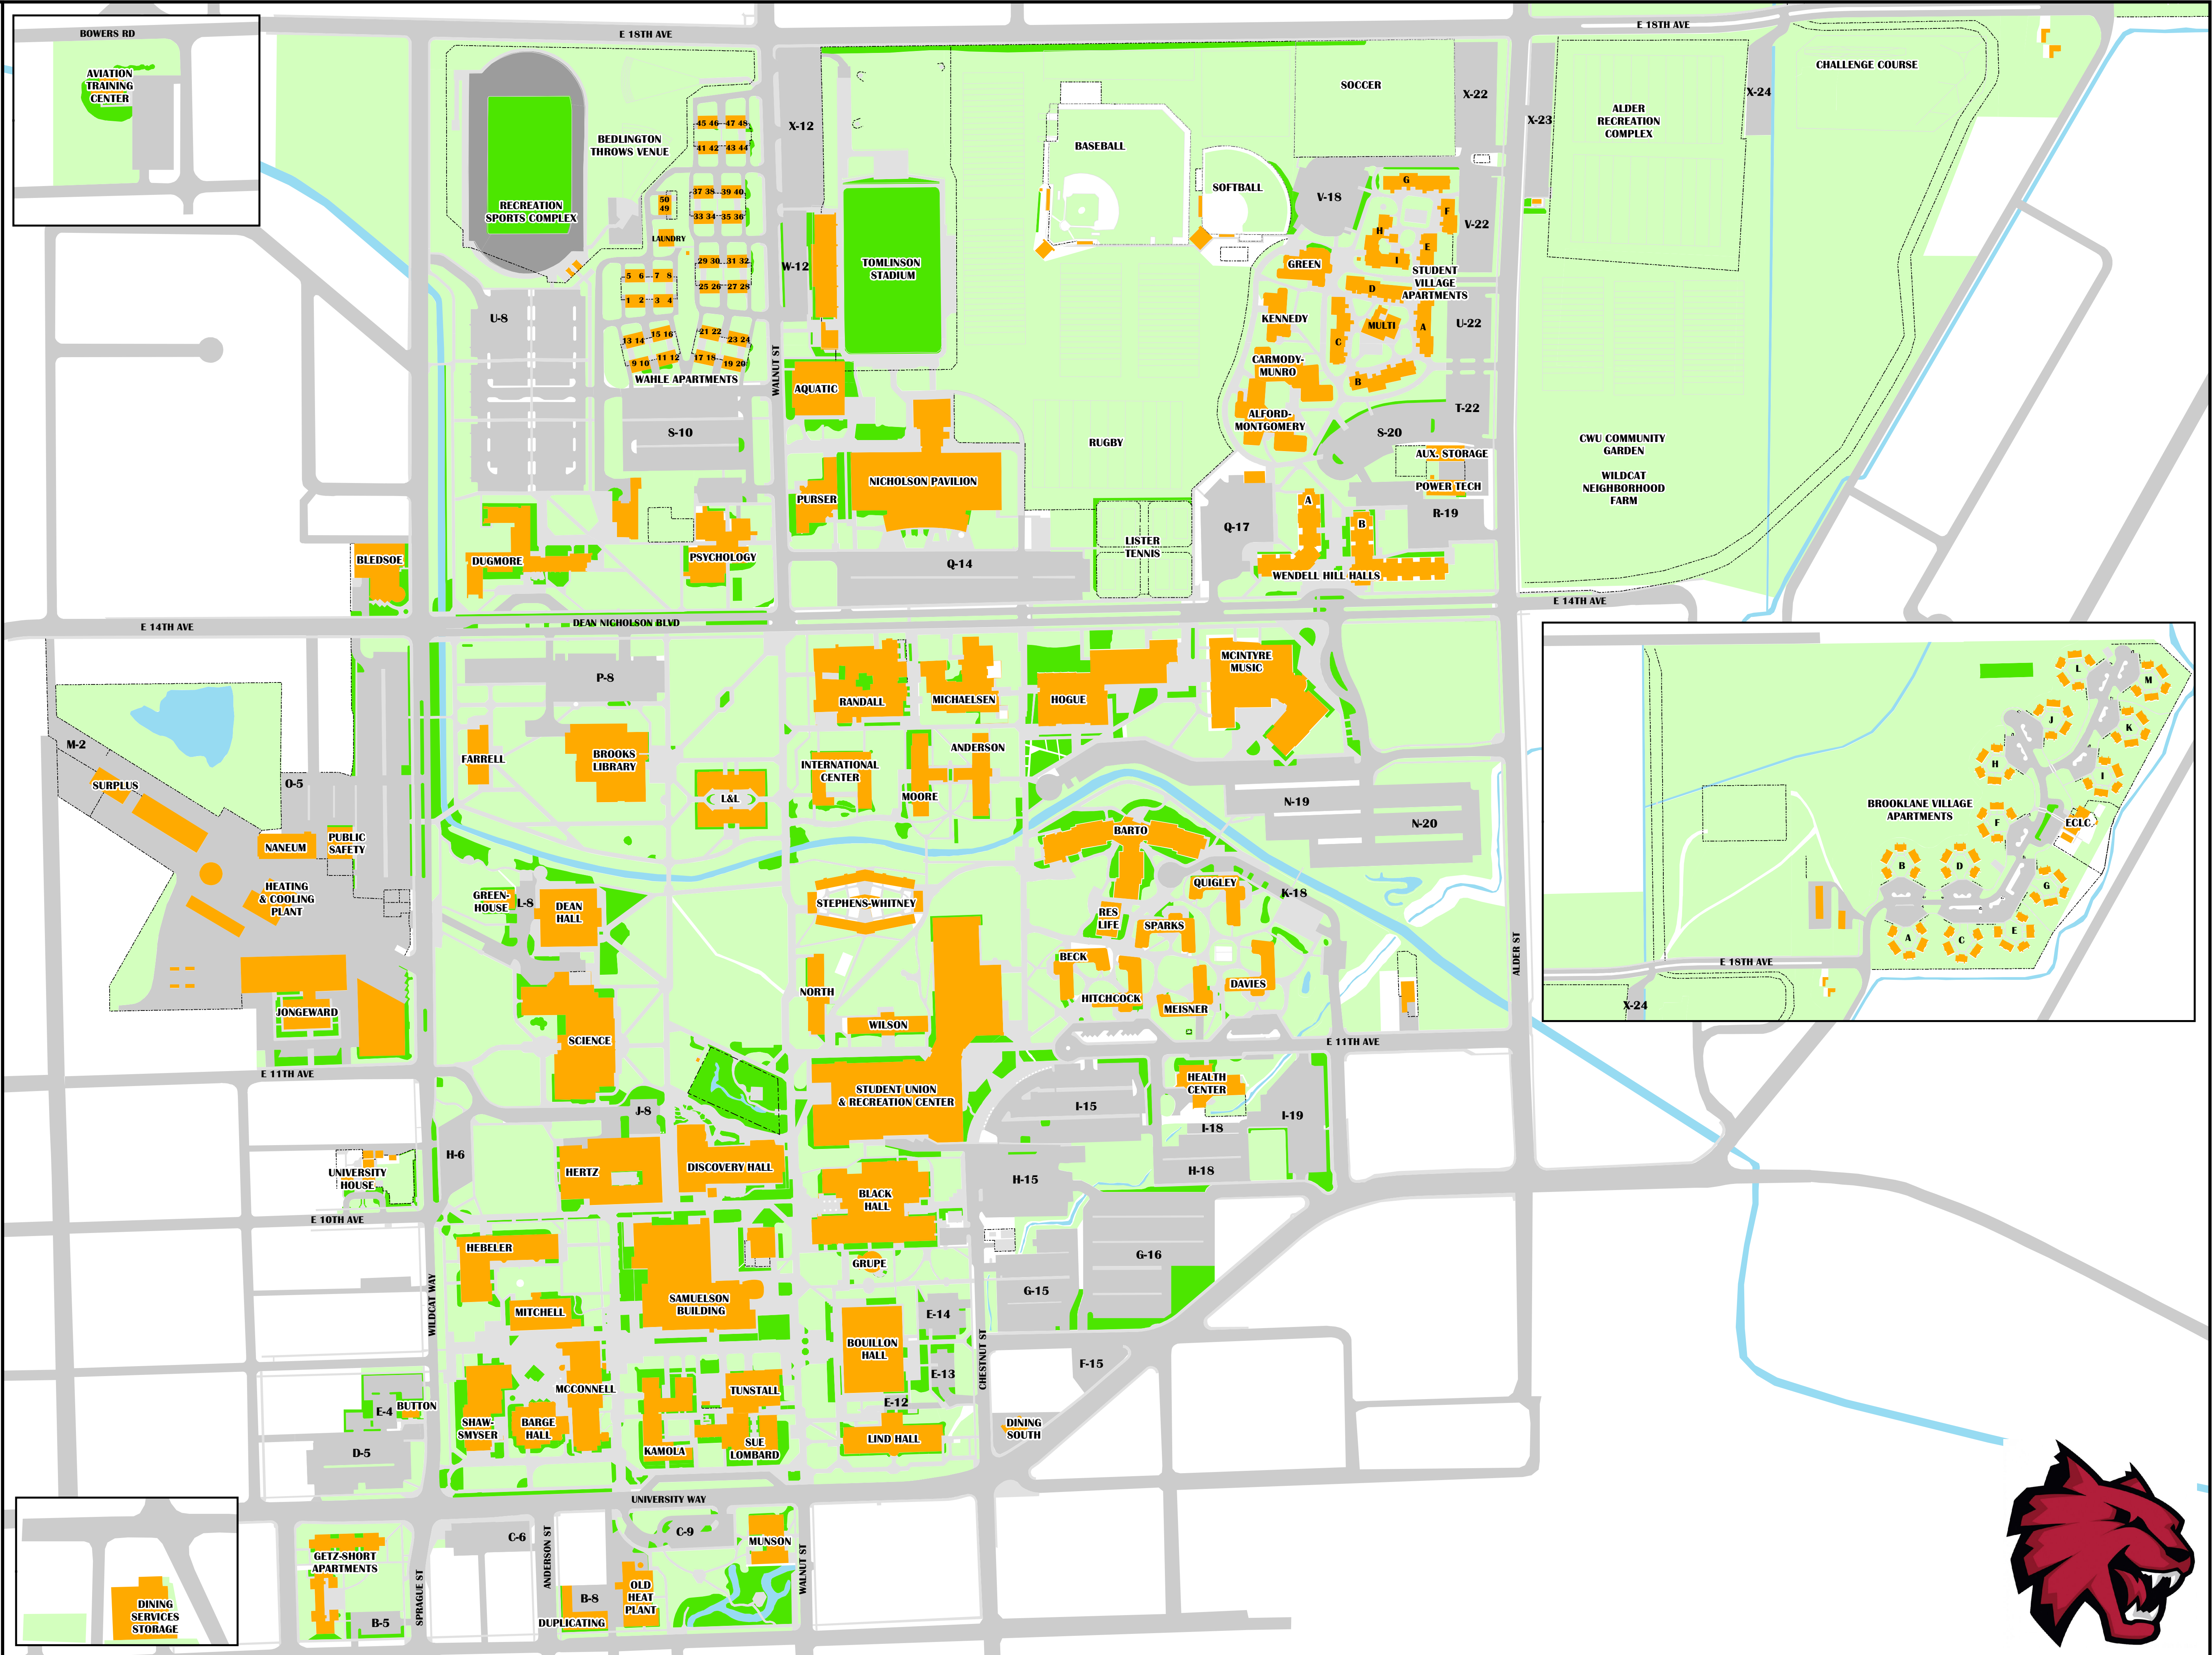 BOWERS RD
AVIATION
TRAINING
CENTER
E 18TH AVE
E 18TH AVE
RECREATION
SPORTS COMPLEX
BEDLINGTON
THROWS VENUE
45 46
47 48
41 42
43 44
37 38
39 40
50
49
33 34
35 36
LAUNDRY
29 30
31 32
5 6
7 8
25 26
27 28
1 2
3 4
15 16
21 22
13 14
23 24
11 12
17 18
9 10
19 20
WAHLE APARTMENTS
U-8
S-10
X-12
W-12
WALNUT ST
TOMLINSON
STADIUM
AQUATIC
PURSER
NICHOLSON PAVILION
BASEBALL
SOFTBALL
SOCCER
RUGBY
LISTER
TENNIS
X-22
X-23
X-24
V-18
V-22
ALDER
RECREATION
COMPLEX
CHALLENGE COURSE
G
F
H
E
I
STUDENT
VILLAGE
APARTMENTS
GREEN
D
KENNEDY
MULTI
A
C
B
U-22
CARMODY-
MUNRO
ALFORD-
MONTGOMERY
T-22
S-20
AUX. STORAGE
POWER TECH
R-19
Q-17
A
B
WENDELL HILL HALLS
CWU COMMUNITY
GARDEN
WILDCAT
NEIGHBORHOOD
FARM
BLEDSOE
DUGMORE
PSYCHOLOGY
Q-14
E 14TH AVE
DEAN NICHOLSON BLVD
E 14TH AVE
P-8
RANDALL
MICHAELSEN
HOGUE
MCINTYRE
MUSIC
M-2
SURPLUS
O-5
NANEUM
PUBLIC
SAFETY
HEATING
& COOLING
PLANT
JONGEWARD
FARRELL
BROOKS
LIBRARY
L&L
INTERNATIONAL
CENTER
MOORE
ANDERSON
N-19
N-20
BARTO
QUIGLEY
K-18
RES
LIFE
SPARKS
BECK
HITCHCOCK
MEISNER
DAVIES
ALDER ST
GREEN-
HOUSE
L-8
DEAN
HALL
STEPHENS-WHITNEY
NORTH
WILSON
SCIENCE
L
M
J
K
H
I
BROOKLANE VILLAGE
APARTMENTS
F
ECLC
B
D
G
A
C
E
E 18TH AVE
X-24
E 11TH AVE
E 11TH AVE
STUDENT UNION
& RECREATION CENTER
HEALTH
CENTER
I-15
I-18
I-19
J-8
H-6
HERTZ
DISCOVERY HALL
H-15
H-18
UNIVERSITY
HOUSE
E 10TH AVE
BLACK
HALL
HEBELER
GRUPE
G-16
G-15
MITCHELL
SAMUELSON
BUILDING
WILDCAT WAY
BOUILLON
HALL
E-14
E-13
E-12
CHESTNUT ST
F-15
MCCONNELL
TUNSTALL
E-4
BUTTON
D-5
SHAW-
SMYSER
BARGE
HALL
KAMOLA
SUE
LOMBARD
LIND HALL
DINING
SOUTH
UNIVERSITY WAY
C-6
C-9
MUNSON
ANDERSON ST
WALNUT ST
SPRAGUE ST
GETZ-SHORT
APARTMENTS
B-5
B-8
OLD
HEAT
PLANT
DUPLICATING
DINING
SERVICES
STORAGE